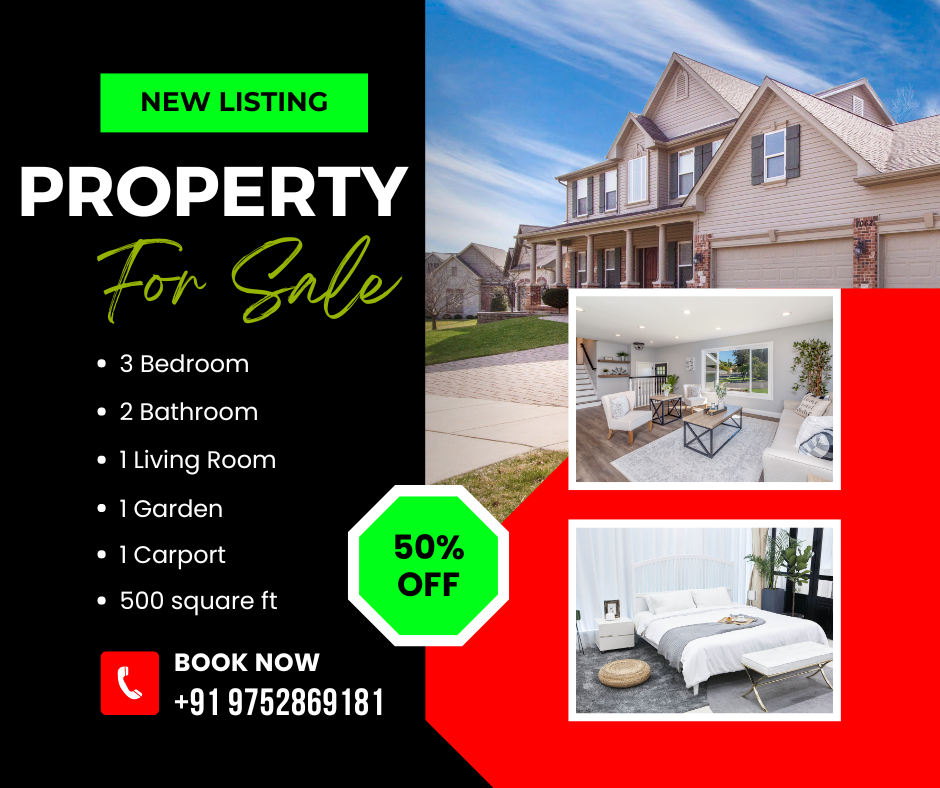 NEW LISTING
PROPERTY
For Sale
• 3 Bedroom
• 2 Bathroom
• 1 Living Room
• 1 Garden
• 1 Carport
• 500 square ft
50%
OFF
BOOK NOW
+91 9752869181